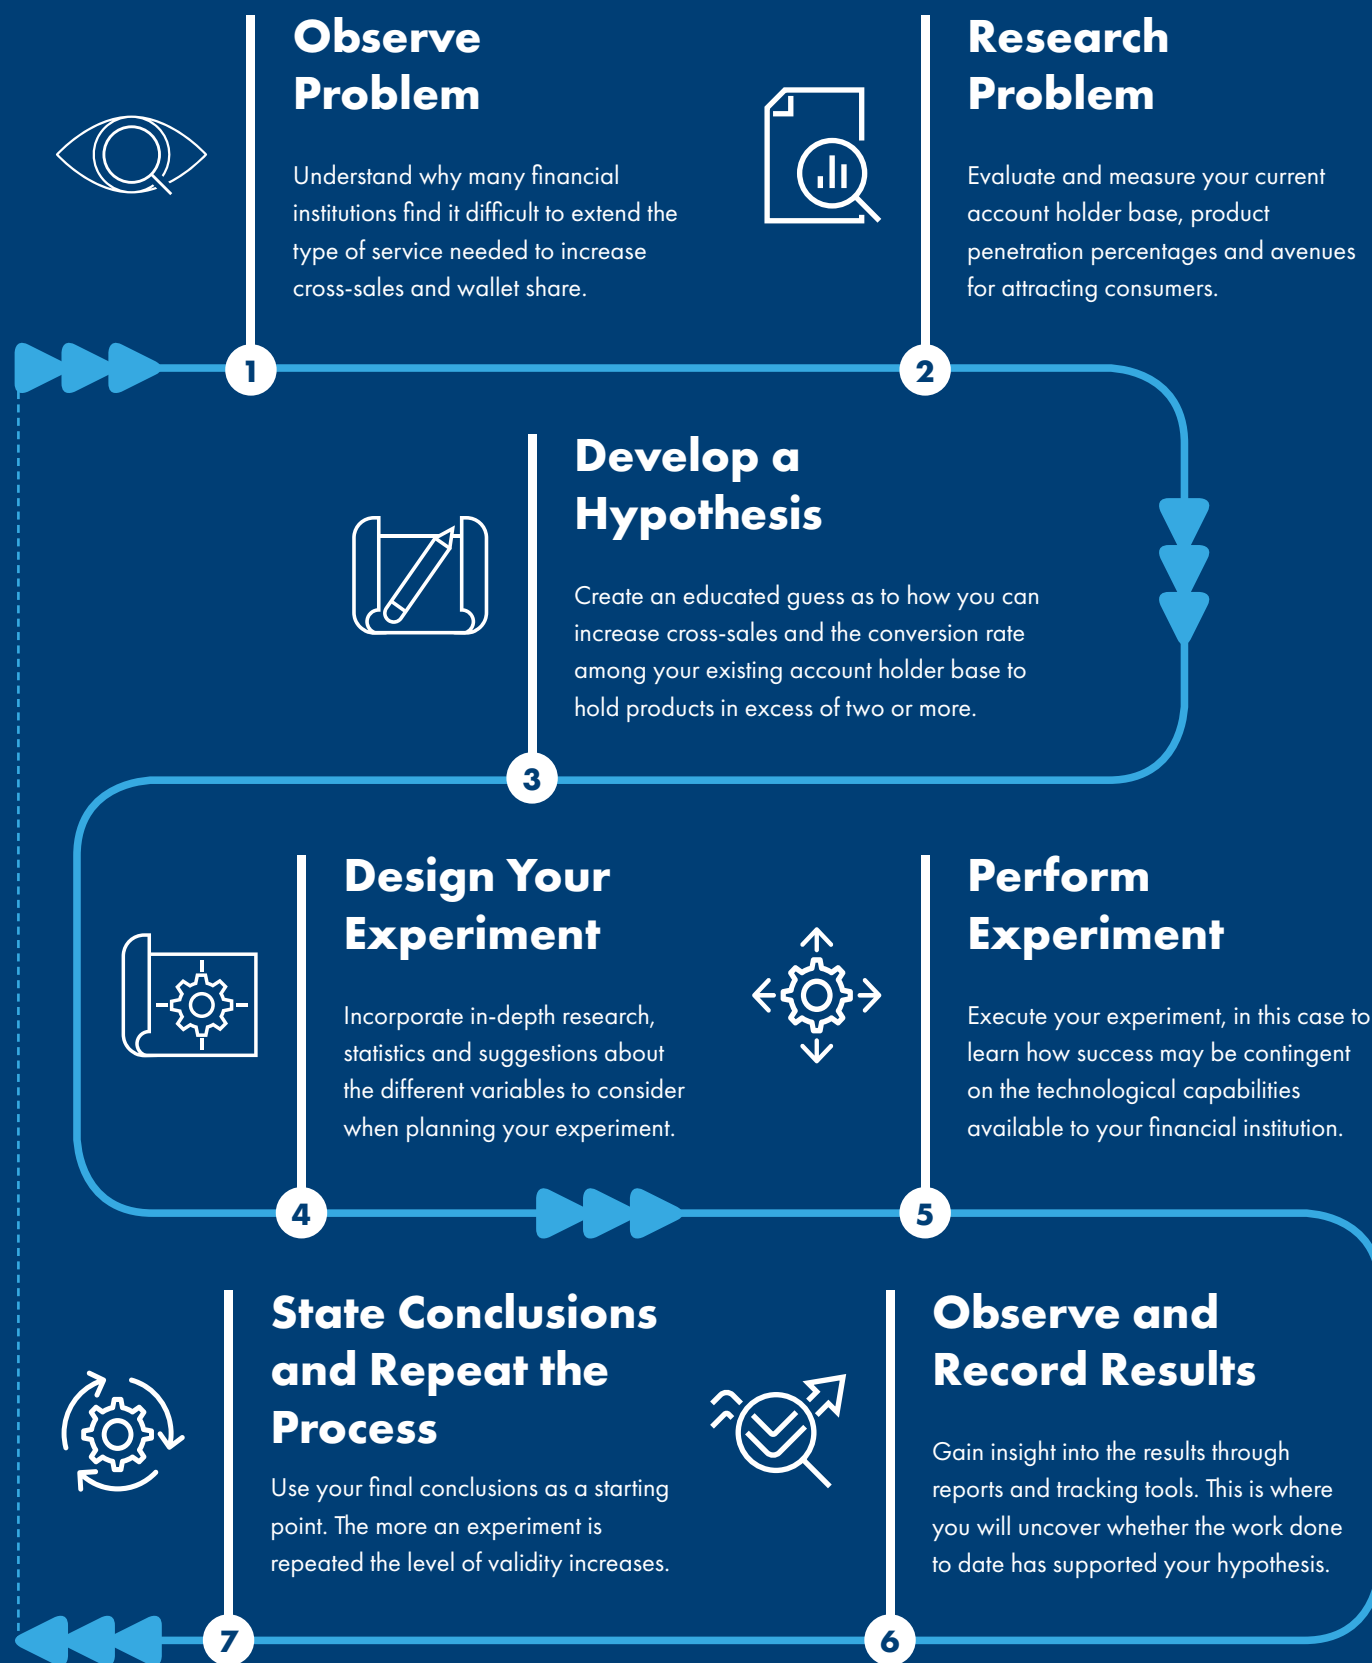 Observe
Problem
Understand why many financial
institutions find it difficult to extend the
type of service needed to increase
cross-sales and wallet share.
1
Research
Problem
Evaluate and measure your current
account holder base, product
penetration percentages and avenues
for attracting consumers.
2
Develop a
Hypothesis
Create an educated guess as to how you can
increase cross-sales and the conversion rate
among your existing account holder base to
hold products in excess of two or more.
3
Design Your
Experiment
Incorporate in-depth research,
statistics and suggestions about
the different variables to consider
when planning your experiment.
4
Perform
Experiment
Execute your experiment, in this case to
learn how success may be contingent
on the technological capabilities
available to your financial institution.
5
Observe and
Record Results
Gain insight into the results through
reports and tracking tools. This is where
you will uncover whether the work done
to date has supported your hypothesis.
6
State Conclusions
and Repeat the
Process
Use your final conclusions as a starting
point. The more an experiment is
repeated the level of validity increases.
7